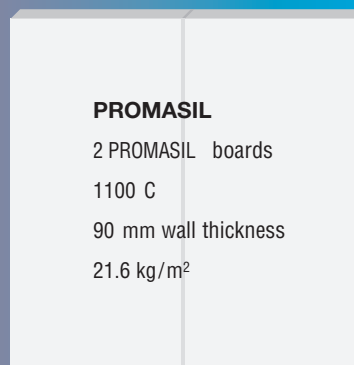 PROMASIL
2 PROMASIL boards
1100 C
90 mm wall thickness
21.6 kg/m²